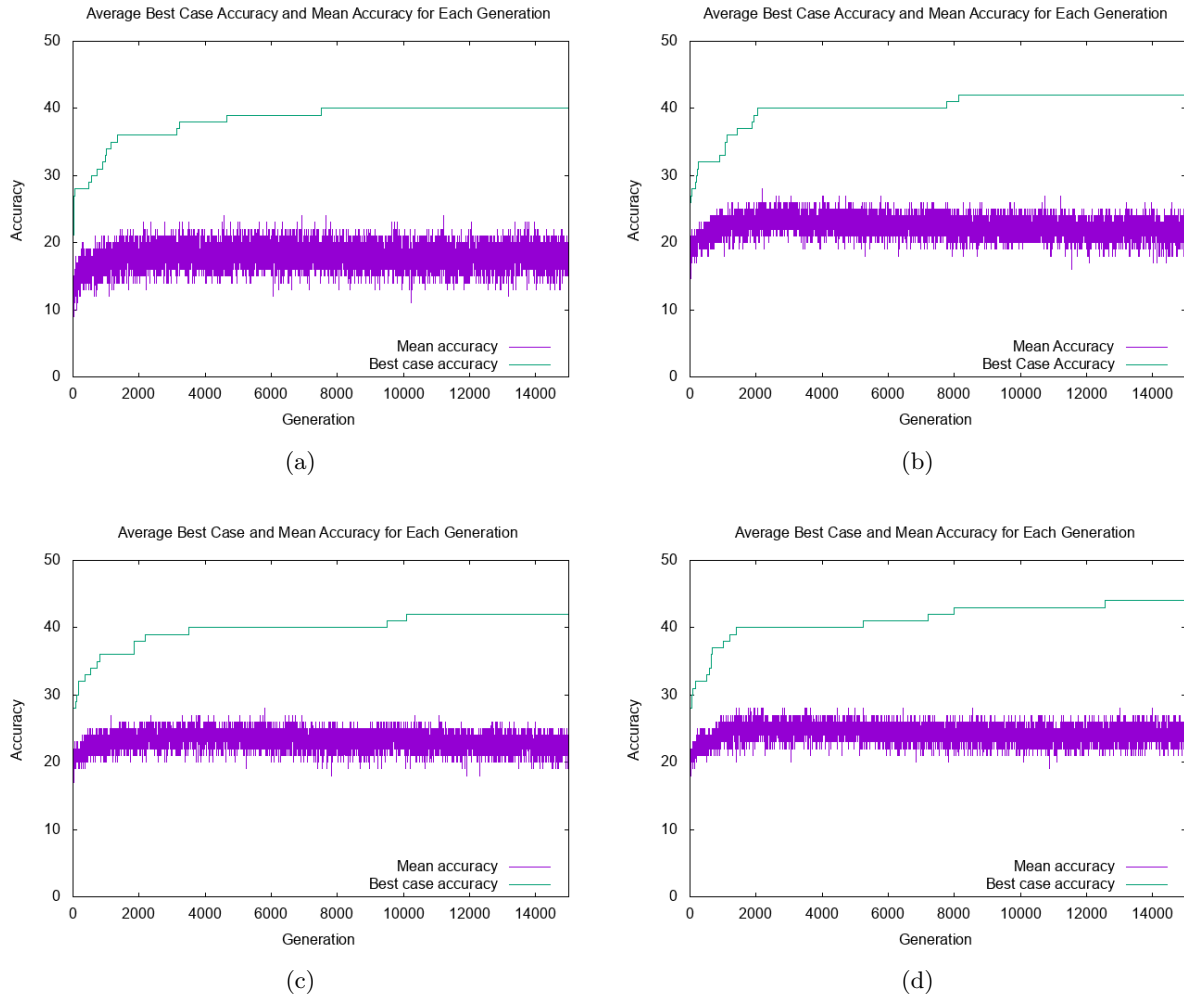 Average Best Case Accuracy and Mean Accuracy for Each Generation
50
40
30
20
10
0
Accuracy
Mean accuracy
Best case accuracy
0 2000 4000 6000 8000 10000 12000 14000
Generation
(a)
Average Best Case Accuracy and Mean Accuracy for Each Generation
50
40
30
20
10
0
Accuracy
Mean Accuracy
Best Case Accuracy
0 2000 4000 6000 8000 10000 12000 14000
Generation
(b)
Average Best Case and Mean Accuracy for Each Generation
50
40
30
20
10
0
Accuracy
Mean accuracy
Best case accuracy
0 2000 4000 6000 8000 10000 12000 14000
Generation
(c)
Average Best Case and Mean Accuracy for Each Generation
50
40
30
20
10
0
Accuracy
Mean accuracy
Best case accuracy
0 2000 4000 6000 8000 10000 12000 14000
Generation
(d)